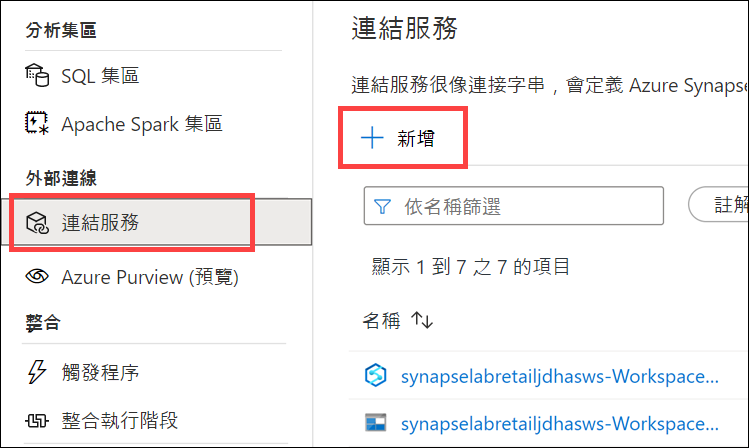 分析集區
SQL 集區
Apache Spark 集區
外部連線
連結服務
Azure Purview (預覽)
整合
觸發程序
整合執行階段
連結服務
連結服務很像連接字串，會定義 Azure Synapse
新增
依名稱篩選
註解
顯示 1 到 7 之 7 的項目
名稱
synapselabretailjdhasws-Workspace...
synapselabretailjdhasws-Workspace...